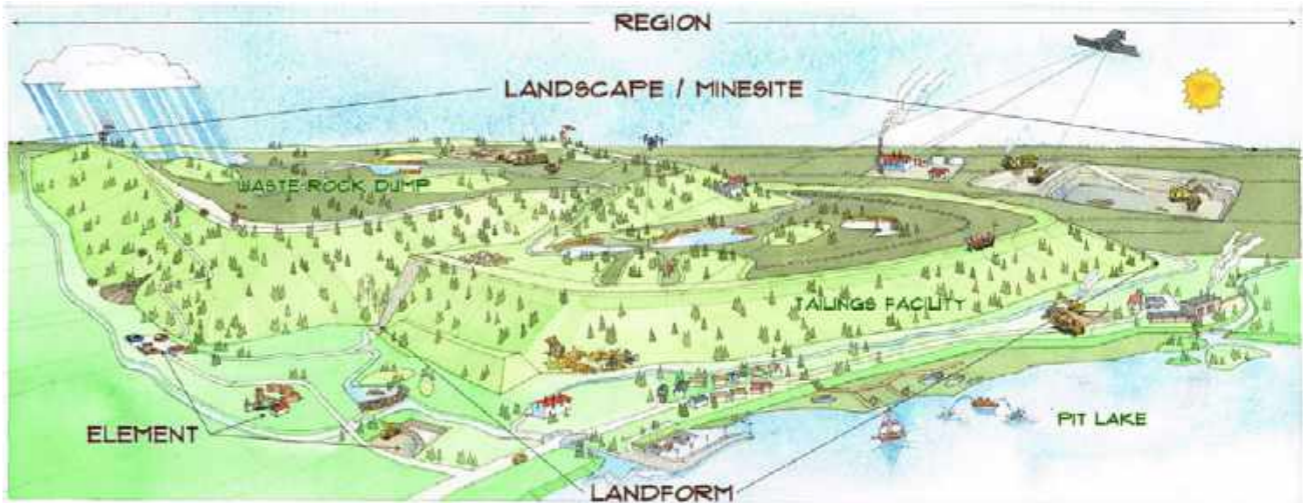 REGION
LANDSCAPE / MINESITE
WASTE ROCK DUMP
TAILINGS FACILITY
PIT LAKE
ELEMENT
LANDFORM